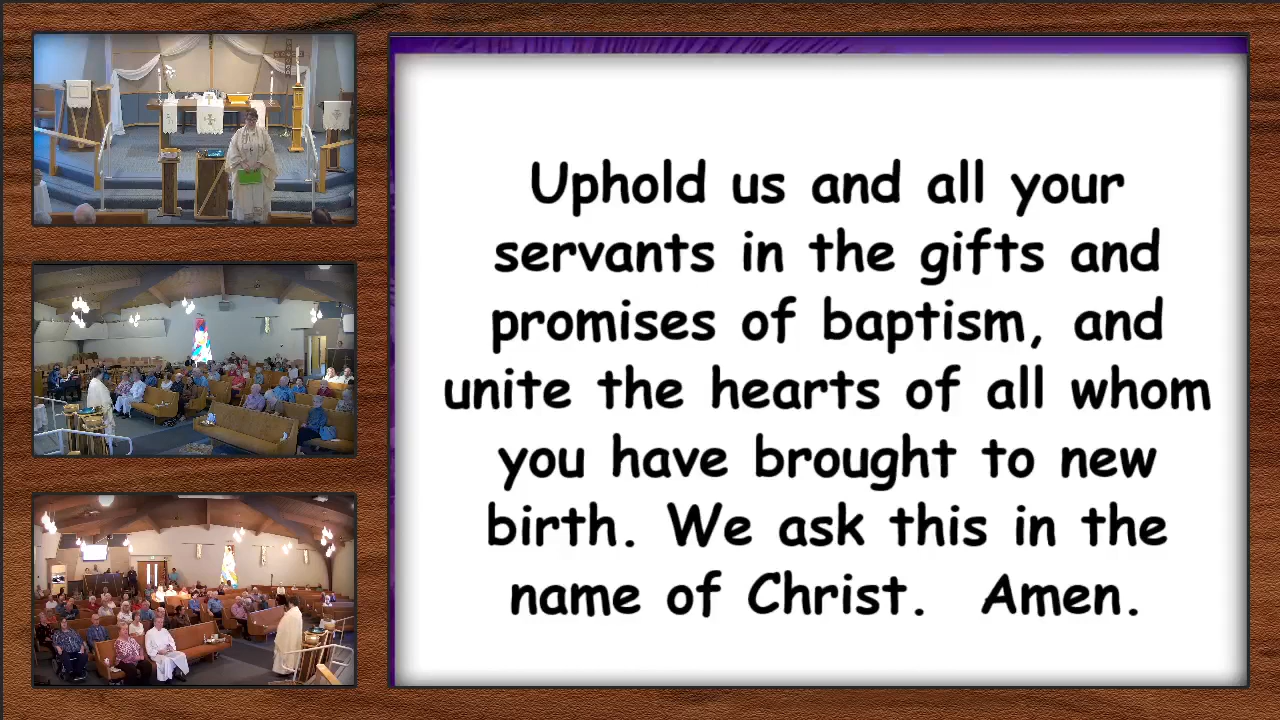 Uphold us and all your
servants in the gifts and
promises of baptism, and
unite the hearts of all whom
you have brought to new
birth. We ask this in the
name of Christ. Amen.